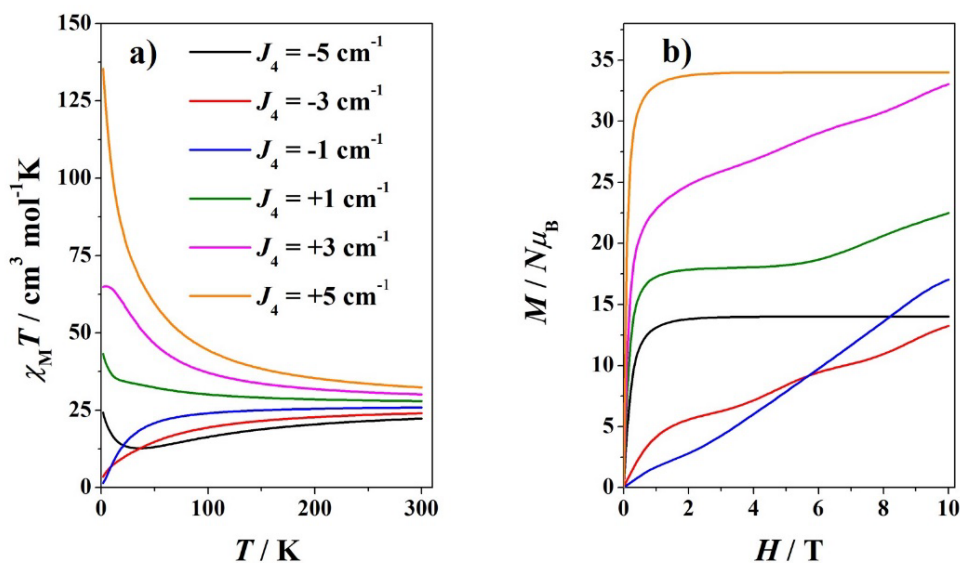 a)
J₄ = -5 cm⁻¹
J₄ = -3 cm⁻¹
J₄ = -1 cm⁻¹
J₄ = +1 cm⁻¹
J₄ = +3 cm⁻¹
J₄ = +5 cm⁻¹
150
125
100
75
50
25
0
χ_M T / cm³ mol⁻¹K
0
100
200
300
T / K
b)
35
30
25
20
15
10
5
0
M / Nμ_B
0
2
4
6
8
10
H / T